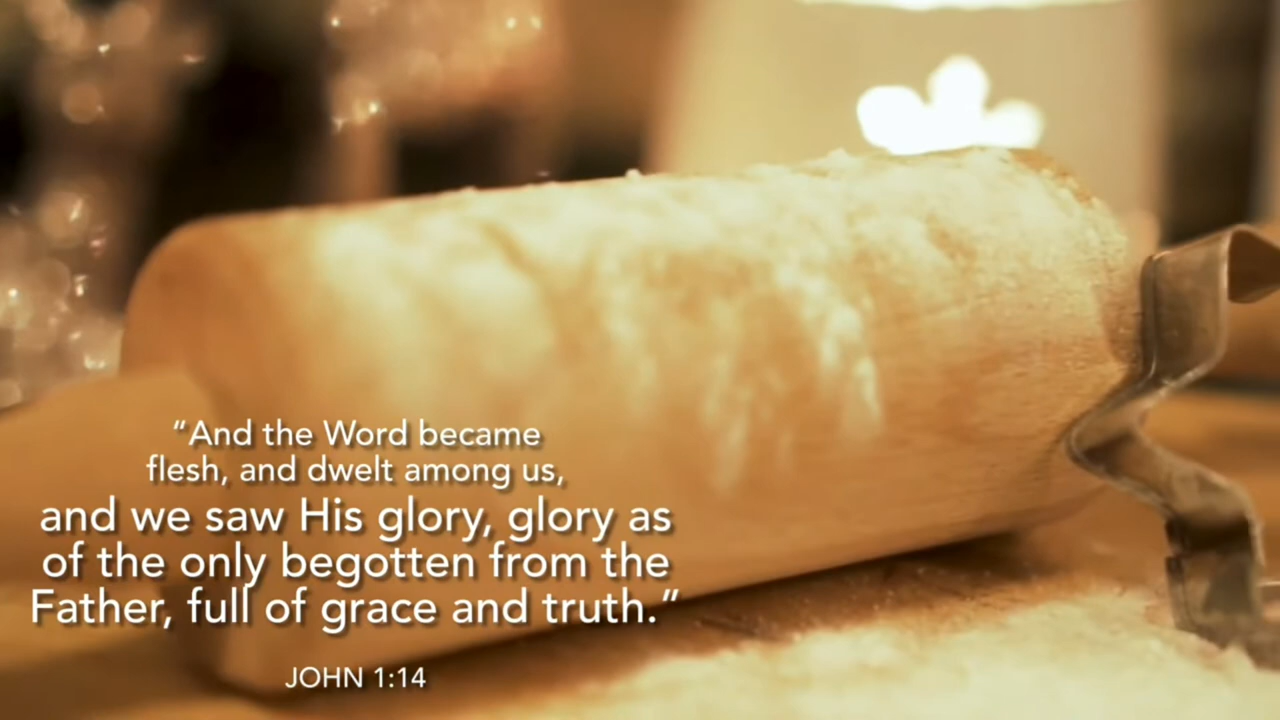 “And the Word became
flesh, and dwelt among us,
and we saw His glory, glory as
of the only begotten from the
Father, full of grace and truth.”
JOHN 1:14